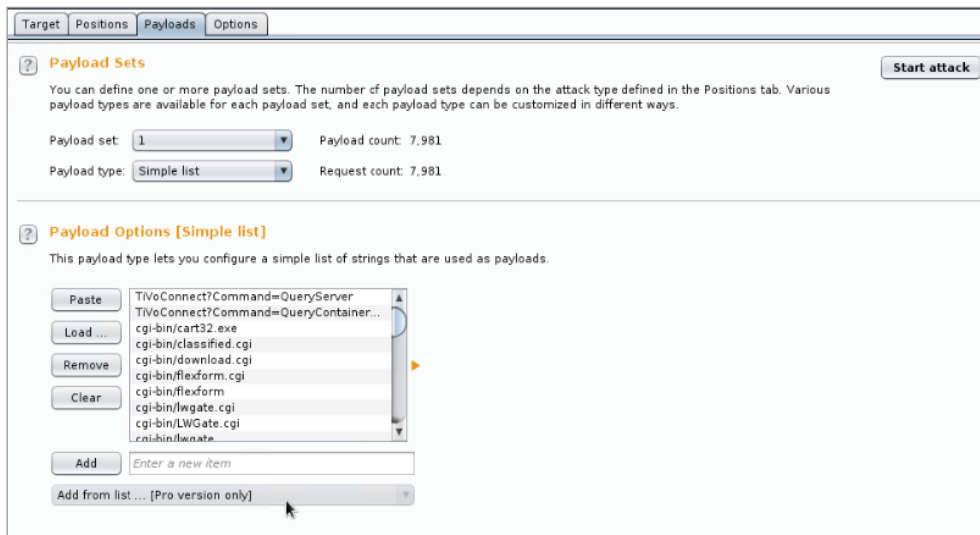 Target Positions Payloads Options
? Payload Sets
Start attack
You can define one or more payload sets. The number of payload sets depends on the attack type defined in the Positions tab. Various
payload types are available for each payload set, and each payload type can be customized in different ways.
Payload set: 1 Payload count: 7,981
Payload type: Simple list Request count: 7,981
? Payload Options [Simple list]
This payload type lets you configure a simple list of strings that are used as payloads.
Paste
Load ...
Remove
Clear
TiVoConnect?Command=QueryServer
TiVoConnect?Command=QueryContainer...
cgi-bin/cart32.exe
cgi-bin/classified.cgi
cgi-bin/download.cgi
cgi-bin/flexform.cgi
cgi-bin/flexform
cgi-bin/lwgate.cgi
cgi-bin/LWGate.cgi
cgi-bin/lwgate
Add Enter a new item
Add from list ... [Pro version only]